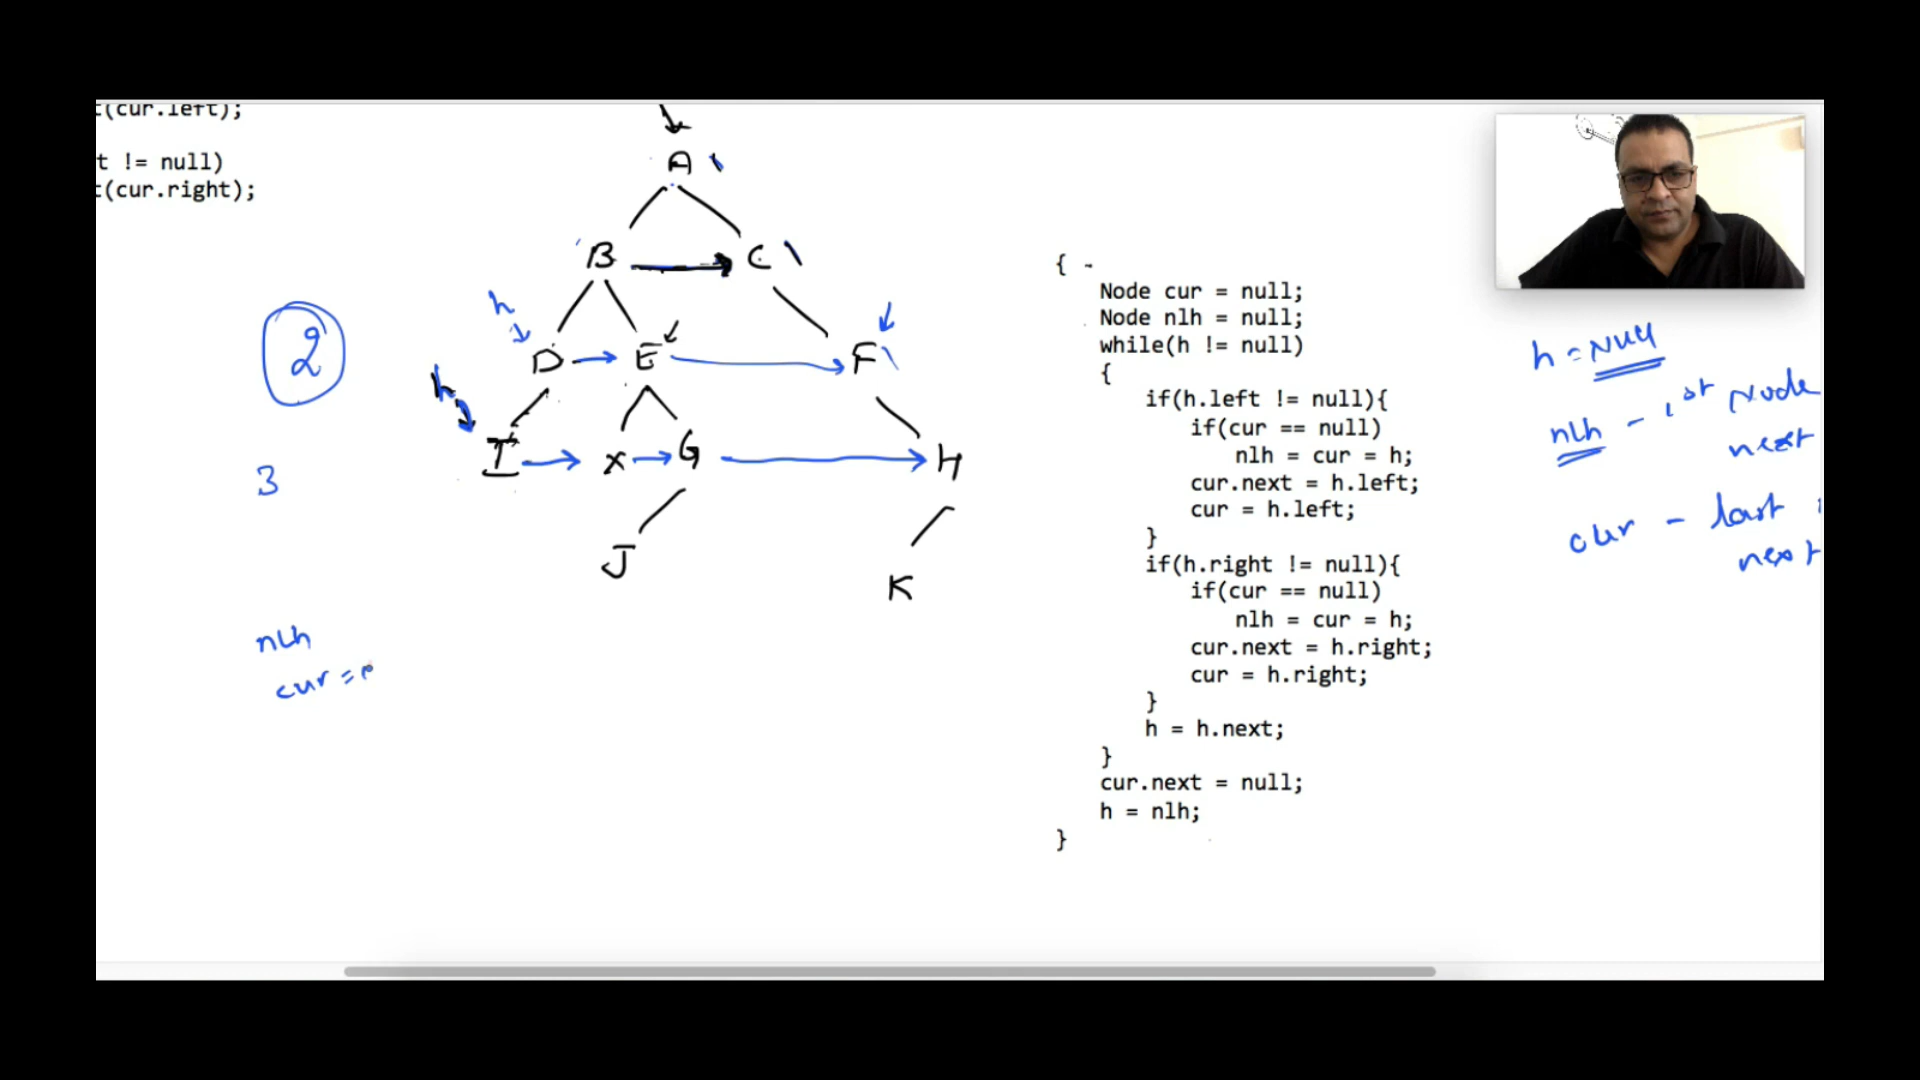 t(cur.left);
t != null)
t(cur.right);
A
B C
h
D E F
h
I X G H
J
K
2
3
nlh
cur =
{
Node cur = null;
Node nlh = null;
while(h != null)
{
if(h.left != null){
if(cur == null)
nlh = cur = h;
cur.next = h.left;
cur = h.left;
}
if(h.right != null){
if(cur == null)
nlh = cur = h;
cur.next = h.right;
cur = h.right;
}
h = h.next;
}
cur.next = null;
h = nlh;
}
h = NULL
nlh - 1st Node
next
cur - last
next